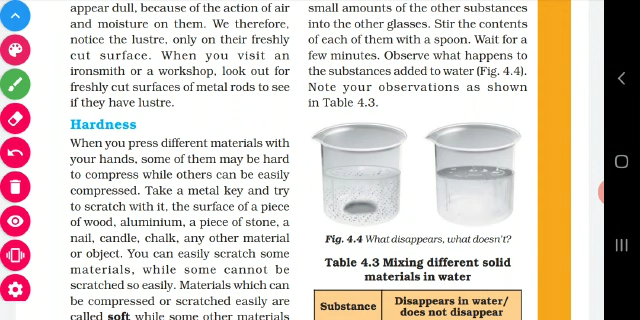 appear dull, because of the action of air
and moisture on them. We therefore,
notice the lustre, only on their freshly
cut surface. When you visit an
ironsmith or a workshop, look out for
freshly cut surfaces of metal rods to see
if they have lustre.
Hardness
When you press different materials with
your hands, some of them may be hard
to compress while others can be easily
compressed. Take a metal key and try
to scratch with it, the surface of a piece
of wood, aluminium, a piece of stone, a
nail, candle, chalk, any other material
or object. You can easily scratch some
materials, while some cannot be
scratched so easily. Materials which can
be compressed or scratched easily are
called soft while some other materials
small amounts of the other substances
into the other glasses. Stir the contents
of each of them with a spoon. Wait for a
few minutes. Observe what happens to
the substances added to water (Fig. 4.4).
Note your observations as shown
in Table 4.3.
Fig. 4.4 What disappears, what doesn't?
Table 4.3 Mixing different solid
materials in water
Substance
Disappears in water/
does not disappear